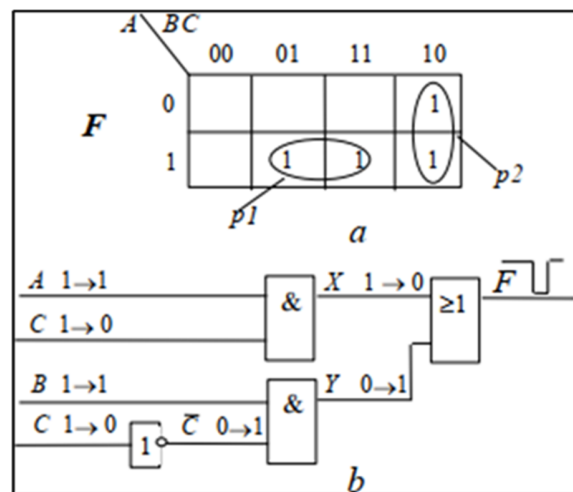 A BC
00 01 11 10
F
0 1
1 1 1 1
p1 p2
a
A 1→1 & X 1→0 ≥1 F
C 1→0
B 1→1 & Y 0→1
C 1→0 1 C̅ 0→1
b